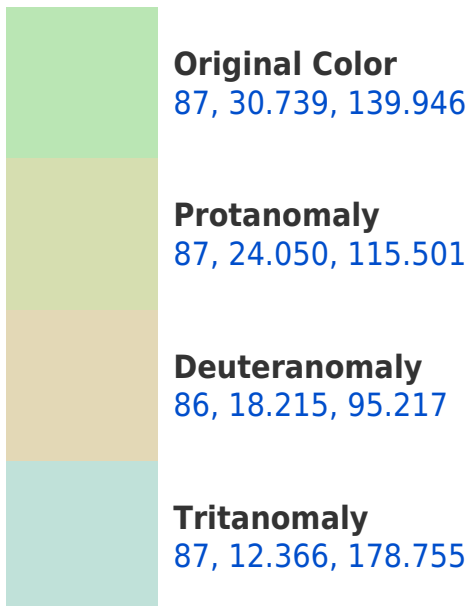 Original Color
87, 30.739, 139.946
Protanomaly
87, 24.050, 115.501
Deuteranomaly
86, 18.215, 95.217
Tritanomaly
87, 12.366, 178.755